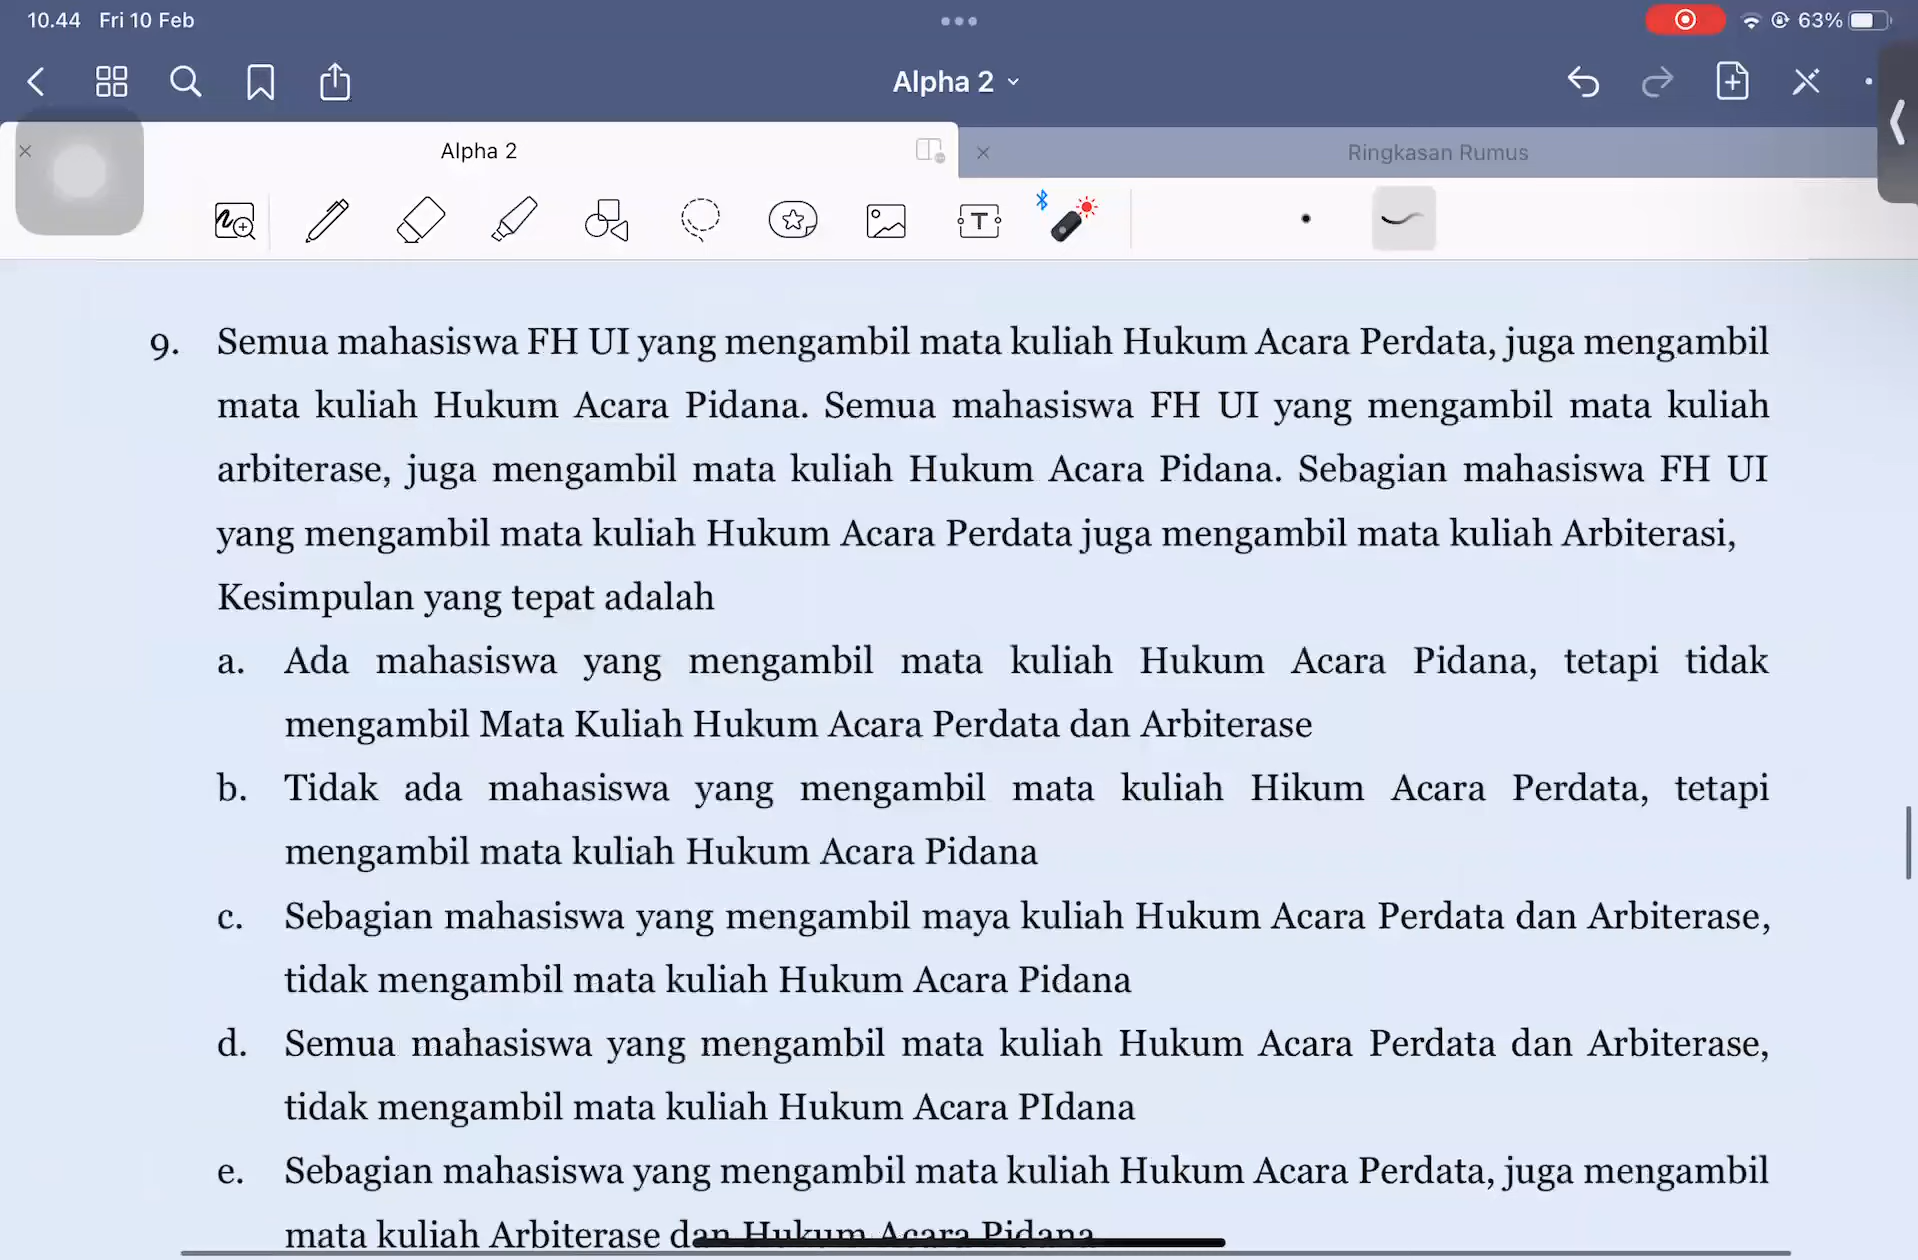 10.44 Fri 10 Feb
63%
Alpha 2
Alpha 2
Ringkasan Rumus
T
9. Semua mahasiswa FH UI yang mengambil mata kuliah Hukum Acara Perdata, juga mengambil
mata kuliah Hukum Acara Pidana. Semua mahasiswa FH UI yang mengambil mata kuliah
arbiterase, juga mengambil mata kuliah Hukum Acara Pidana. Sebagian mahasiswa FH UI
yang mengambil mata kuliah Hukum Acara Perdata juga mengambil mata kuliah Arbiterasi,
Kesimpulan yang tepat adalah
a. Ada mahasiswa yang mengambil mata kuliah Hukum Acara Pidana, tetapi tidak
mengambil Mata Kuliah Hukum Acara Perdata dan Arbiterase
b. Tidak ada mahasiswa yang mengambil mata kuliah Hikum Acara Perdata, tetapi
mengambil mata kuliah Hukum Acara Pidana
c. Sebagian mahasiswa yang mengambil maya kuliah Hukum Acara Perdata dan Arbiterase,
tidak mengambil mata kuliah Hukum Acara Pidana
d. Semua mahasiswa yang mengambil mata kuliah Hukum Acara Perdata dan Arbiterase,
tidak mengambil mata kuliah Hukum Acara PIdana
e. Sebagian mahasiswa yang mengambil mata kuliah Hukum Acara Perdata, juga mengambil
mata kuliah Arbiterase dan Hukum Acara Pidana